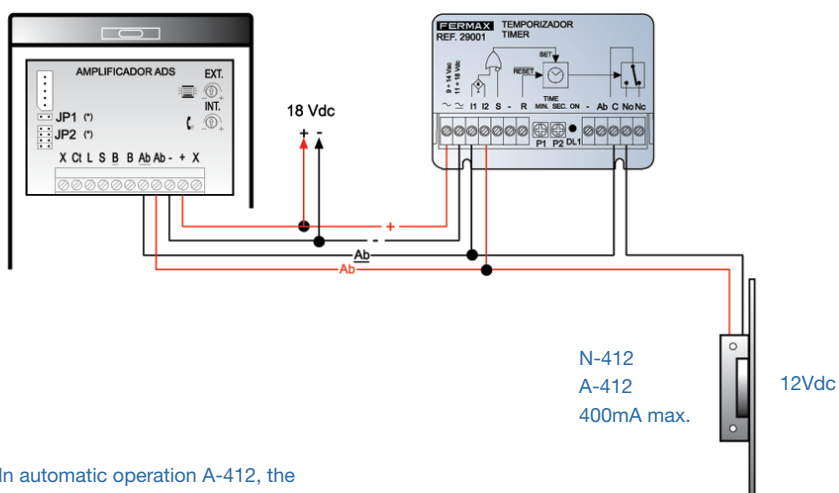 AMPLIFICADOR ADS
EXT.
INT.
JP1 (*)
JP2 (*)
X Ct L S B B Ab Ab - + X
18 Vdc
+ -
FERMAX TEMPORIZADOR
REF. 29001 TIMER
SET
RESET
9 ÷ 14 Vac
11 ÷ 18 Vdc
TIME
I1 I2 S - R MIN. SEC. ON - Ab C No Nc
P1 P2 DL1
+
-
Ab
Ab
N-412
A-412
400mA max.
12Vdc
In automatic operation A-412, the